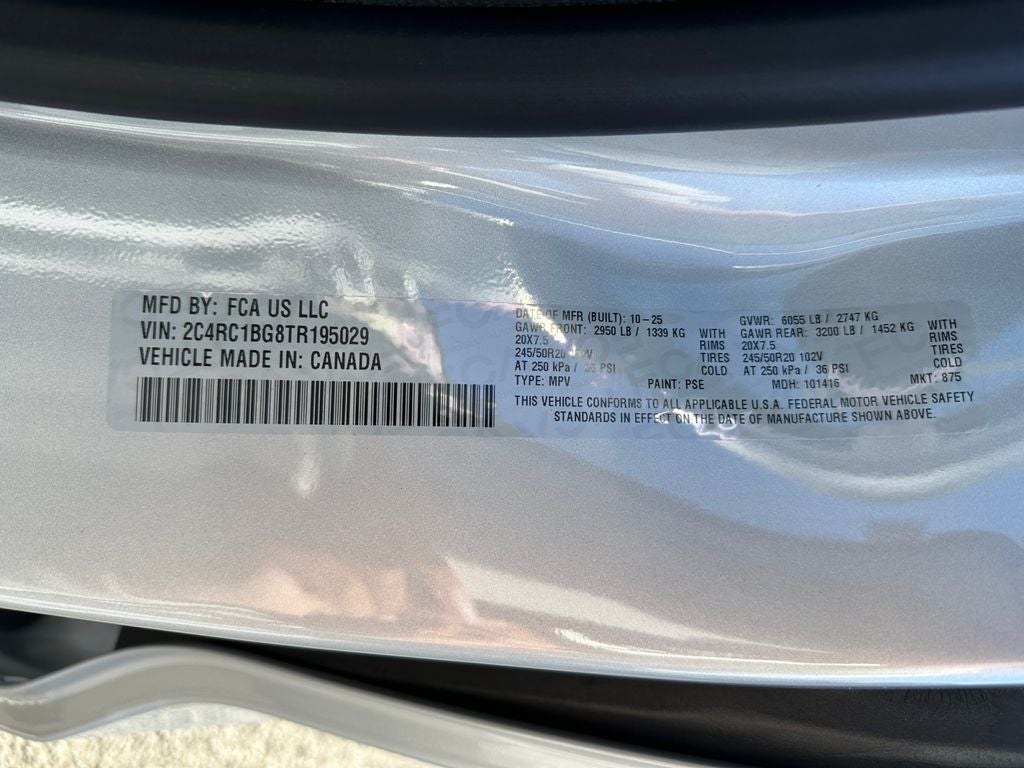 MFD BY: FCA US LLC
VIN: 2C4RC1BG8TR195029
VEHICLE MADE IN: CANADA
DATE OF MFR (BUILT): 10-25
GAWR FRONT: 2950 LB / 1339 KG WITH
20X7.5 RIMS
245/50R20 102V TIRES
AT 250 kPa / 36 PSI COLD
TYPE: MPV PAINT: PSE
GVWR: 6055 LB / 2747 KG
GAWR REAR: 3200 LB / 1452 KG WITH
20X7.5 RIMS
245/50R20 102V TIRES
AT 250 kPa / 36 PSI COLD
MDH: 101416 MKT: 875
THIS VEHICLE CONFORMS TO ALL APPLICABLE U.S.A. FEDERAL MOTOR VEHICLE SAFETY
STANDARDS IN EFFECT ON THE DATE OF MANUFACTURE SHOWN ABOVE.